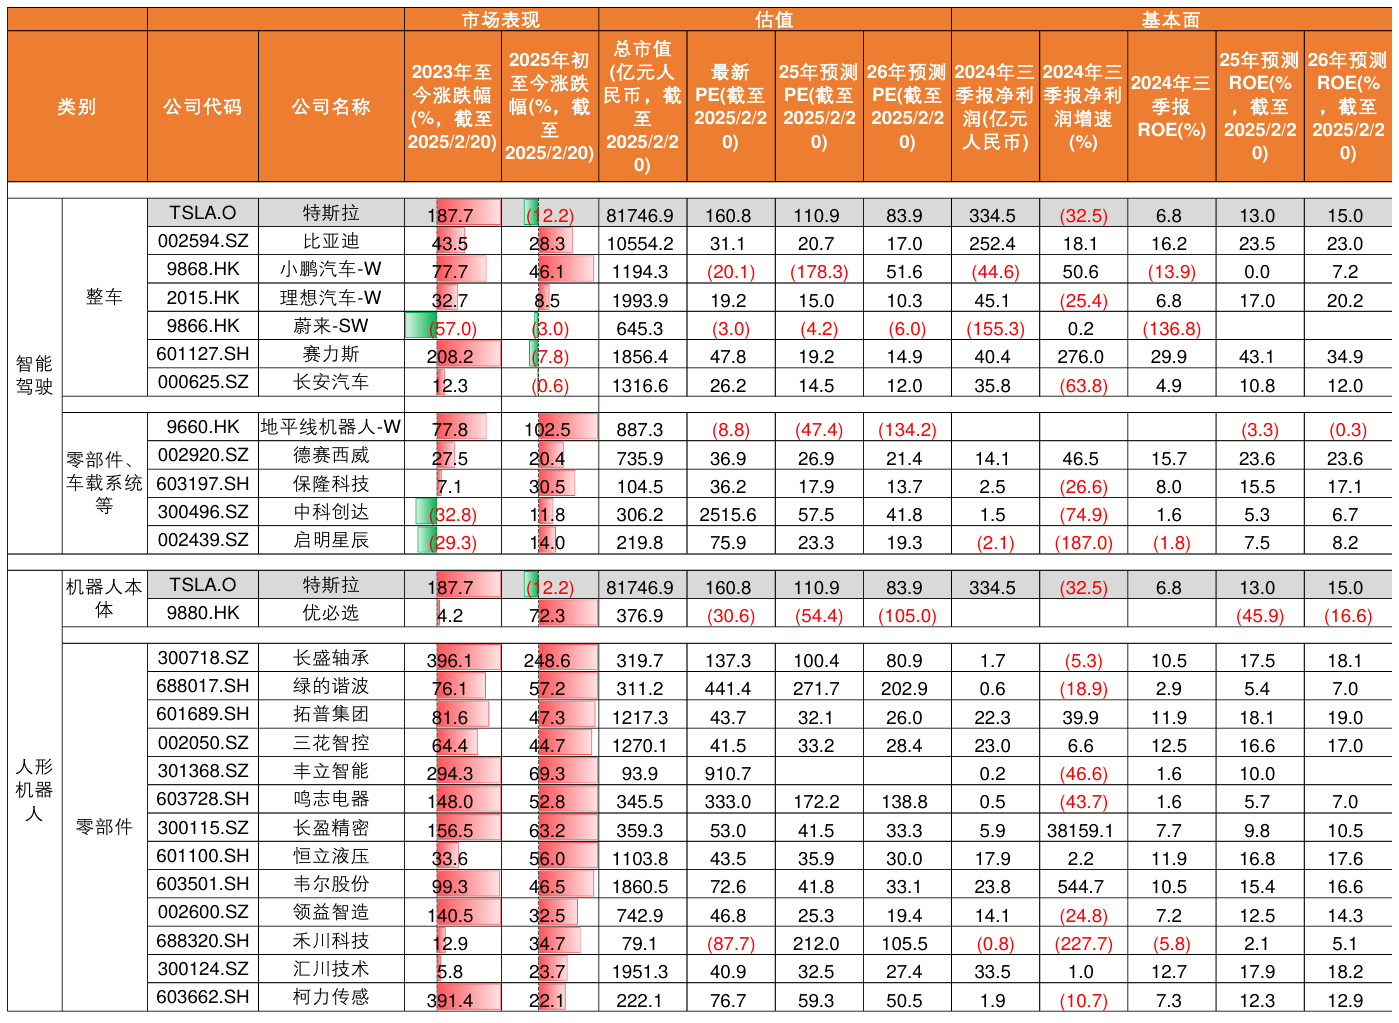 市场表现 估值 基本面
类别 公司代码 公司名称 2023年至今涨跌幅(%，截至2025/2/20) 2025年初至今涨跌幅(%，截至2025/2/20) 总市值(亿元人民币，截至2025/2/20) 最新PE(截至2025/2/20) 25年预测PE(截至2025/2/20) 26年预测PE(截至2025/2/20) 2024年三季报净利润(亿元人民币) 2024年三季报净利润增速(%) 2024年三季报ROE(%) 25年预测ROE(%，截至2025/2/20) 26年预测ROE(%，截至2025/2/20)
智能驾驶
整车
TSLA.O 特斯拉 187.7 (12.2) 81746.9 160.8 110.9 83.9 334.5 (32.5) 6.8 13.0 15.0
002594.SZ 比亚迪 43.5 28.3 10554.2 31.1 20.7 17.0 252.4 18.1 16.2 23.5 23.0
9868.HK 小鹏汽车-W 77.7 46.1 1194.3 (20.1) (178.3) 51.6 (44.6) 50.6 (13.9) 0.0 7.2
2015.HK 理想汽车-W 32.7 8.5 1993.9 19.2 15.0 10.3 45.1 (25.4) 6.8 17.0 20.2
9866.HK 蔚来-SW (57.0) (3.0) 645.3 (3.0) (4.2) (6.0) (155.3) 0.2 (136.8)
601127.SH 赛力斯 208.2 (7.8) 1856.4 47.8 19.2 14.9 40.4 276.0 29.9 43.1 34.9
000625.SZ 长安汽车 12.3 (0.6) 1316.6 26.2 14.5 12.0 35.8 (63.8) 4.9 10.8 12.0
零部件、车载系统等
9660.HK 地平线机器人-W 77.8 102.5 887.3 (8.8) (47.4) (134.2) (3.3) (0.3)
002920.SZ 德赛西威 27.5 20.4 735.9 36.9 26.9 21.4 14.1 46.5 15.7 23.6 23.6
603197.SH 保隆科技 7.1 30.5 104.5 36.2 17.9 13.7 2.5 (26.6) 8.0 15.5 17.1
300496.SZ 中科创达 (32.8) 11.8 306.2 2515.6 57.5 41.8 1.5 (74.9) 1.6 5.3 6.7
002439.SZ 启明星辰 (29.3) 14.0 219.8 75.9 23.3 19.3 (2.1) (187.0) (1.8) 7.5 8.2
人形机器人
机器人本体
TSLA.O 特斯拉 187.7 (12.2) 81746.9 160.8 110.9 83.9 334.5 (32.5) 6.8 13.0 15.0
9880.HK 优必选 4.2 72.3 376.9 (30.6) (54.4) (105.0) (45.9) (16.6)
零部件
300718.SZ 长盛轴承 396.1 248.6 319.7 137.3 100.4 80.9 1.7 (5.3) 10.5 17.5 18.1
688017.SH 绿的谐波 76.1 57.2 311.2 441.4 271.7 202.9 0.6 (18.9) 2.9 5.4 7.0
601689.SH 拓普集团 81.6 47.3 1217.3 43.7 32.1 26.0 22.3 39.9 11.9 18.1 19.0
002050.SZ 三花智控 64.4 44.7 1270.1 41.5 33.2 28.4 23.0 6.6 12.5 16.6 17.0
301368.SZ 丰立智能 294.3 69.3 93.9 910.7 0.2 (46.6) 1.6 10.0
603728.SH 鸣志电器 148.0 52.8 345.5 333.0 172.2 138.8 0.5 (43.7) 1.6 5.7 7.0
300115.SZ 长盈精密 156.5 63.2 359.3 53.0 41.5 33.3 5.9 38159.1 7.7 9.8 10.5
601100.SH 恒立液压 33.6 56.0 1103.8 43.5 35.9 30.0 17.9 2.2 11.9 16.8 17.6
603501.SH 韦尔股份 99.3 46.5 1860.5 72.6 41.8 33.1 23.8 544.7 10.5 15.4 16.6
002600.SZ 领益智造 140.5 32.5 742.9 46.8 25.3 19.4 14.1 (24.8) 7.2 12.5 14.3
688320.SH 禾川科技 12.9 34.7 79.1 (87.7) 212.0 105.5 (0.8) (227.7) (5.8) 2.1 5.1
300124.SZ 汇川技术 5.8 23.7 1951.3 40.9 32.5 27.4 33.5 1.0 12.7 17.9 18.2
603662.SH 柯力传感 391.4 22.1 222.1 76.7 59.3 50.5 1.9 (10.7) 7.3 12.3 12.9